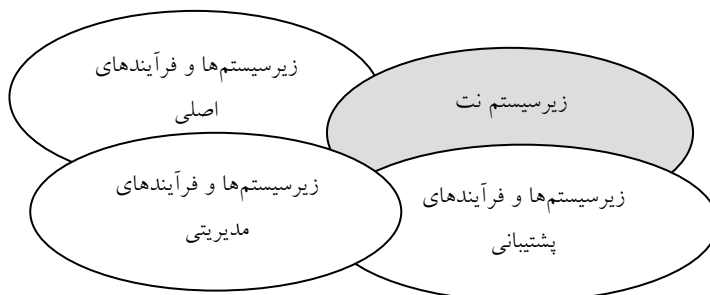 زیرسیستم‌ها و فرآیندهای
اصلی
زیرسیستم نت
زیرسیستم‌ها و فرآیندهای
مدیریتی
زیرسیستم‌ها و فرآیندهای
پشتیبانی